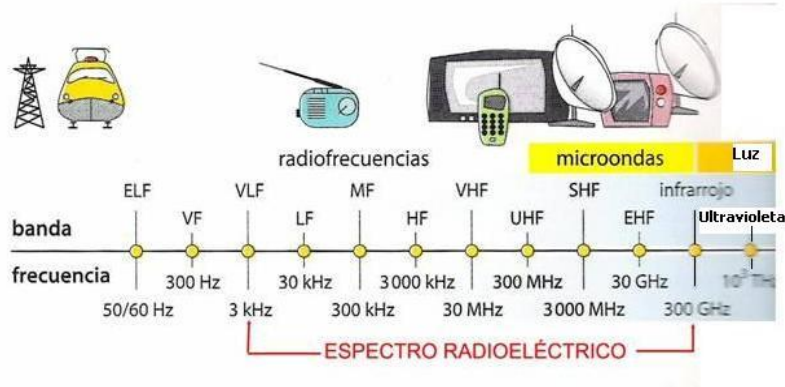 radiofrecuencias microondas Luz
ELF VLF MF VHF SHF infrarrojo
banda VF LF HF UHF EHF Ultravioleta
frecuencia 300 Hz 30 kHz 3 000 kHz 300 MHz 30 GHz 10³ THz
50/60 Hz 3 kHz 300 kHz 30 MHz 3 000 MHz 300 GHz
ESPECTRO RADIOELÉCTRICO